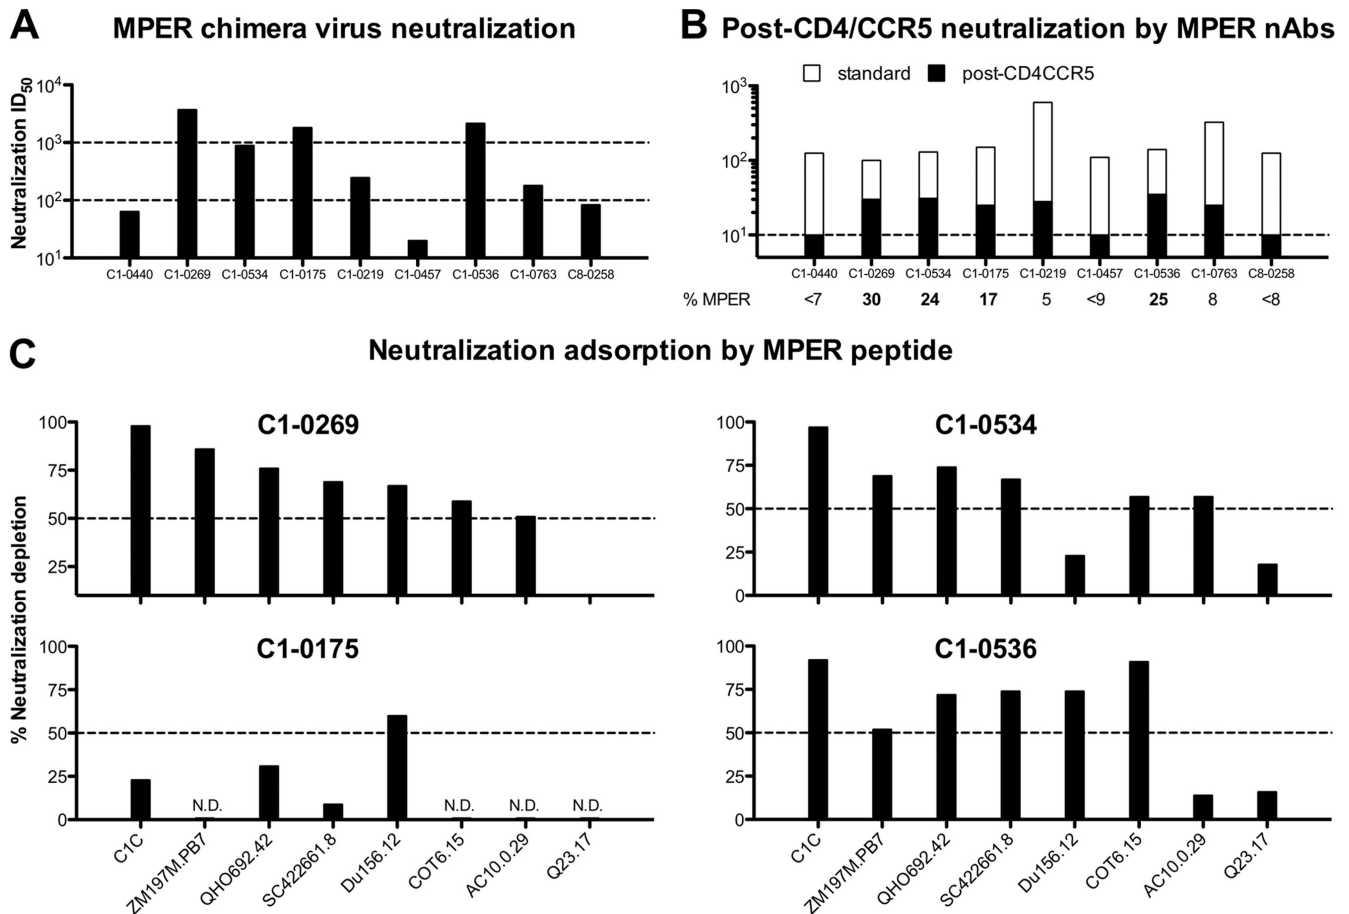 A
MPER chimera virus neutralization
Neutralization ID50
10^4
10^3
10^2
10^1
C1-0440 C1-0269 C1-0534 C1-0175 C1-0219 C1-0457 C1-0536 C1-0763 C8-0258
B
Post-CD4/CCR5 neutralization by MPER nAbs
standard post-CD4CCR5
10^3
10^2
10^1
C1-0440 C1-0269 C1-0534 C1-0175 C1-0219 C1-0457 C1-0536 C1-0763 C8-0258
% MPER <7 30 24 17 5 <9 25 8 <8
C
Neutralization adsorption by MPER peptide
% Neutralization depletion
C1-0269
100
75
50
25
C1-0534
100
75
50
25
0
C1-0175
100
75
50
25
0
N.D. N.D. N.D. N.D.
C1C ZM197M.PB7 QHO692.42 SC422661.8 Du156.12 COT6.15 AC10.0.29 Q23.17
C1-0536
100
75
50
25
0
C1C ZM197M.PB7 QHO692.42 SC422661.8 Du156.12 COT6.15 AC10.0.29 Q23.17